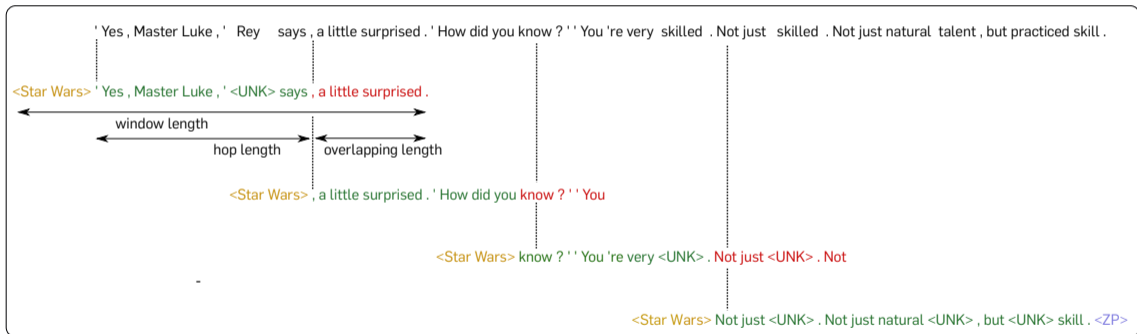 ' Yes , Master Luke , ' Rey says , a little surprised . ' How did you know ? ' ' You 're very skilled . Not just skilled . Not just natural talent , but practiced skill .
<Star Wars> ' Yes , Master Luke , ' <UNK> says , a little surprised .
window length
hop length overlapping length
<Star Wars> , a little surprised . ' How did you know ? ' ' You
<Star Wars> know ? ' ' You 're very <UNK> . Not just <UNK> . Not
<Star Wars> Not just <UNK> . Not just natural <UNK> , but <UNK> skill . <ZP>